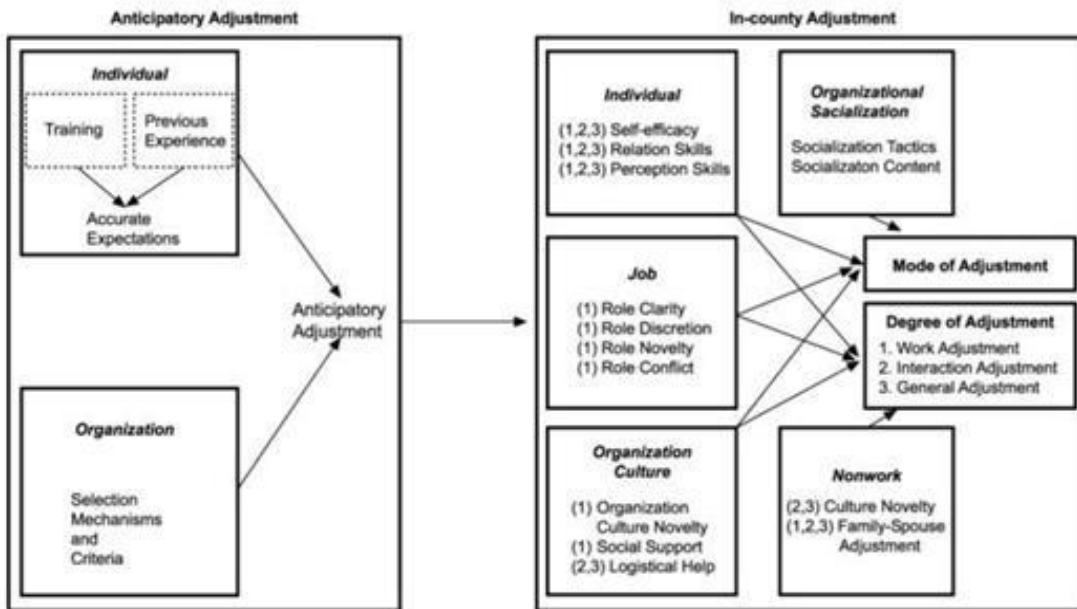 Anticipatory Adjustment
Individual
Training
Previous
Experience
Accurate
Expectations
Anticipatory
Adjustment
Organization
Selection
Mechanisms
and
Criteria
In-county Adjustment
Individual
(1,2,3) Self-efficacy
(1,2,3) Relation Skills
(1,2,3) Perception Skills
Organizational
Sacialization
Socialization Tactics
Socializaton Content
Job
(1) Role Clarity
(1) Role Discretion
(1) Role Novelty
(1) Role Conflict
Mode of Adjustment
Degree of Adjustment
1. Work Adjustment
2. Interaction Adjustment
3. General Adjustment
Organization
Culture
(1) Organization
Culture Novelty
(1) Social Support
(2,3) Logistical Help
Nonwork
(2,3) Culture Novelty
(1,2,3) Family-Spouse
Adjustment